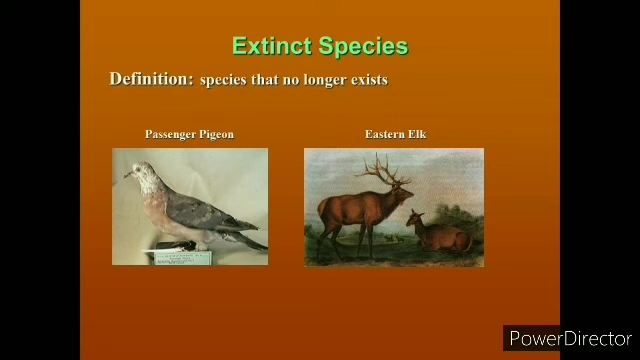 Extinct Species
Definition: species that no longer exists
Passenger Pigeon
Eastern Elk
PowerDirector